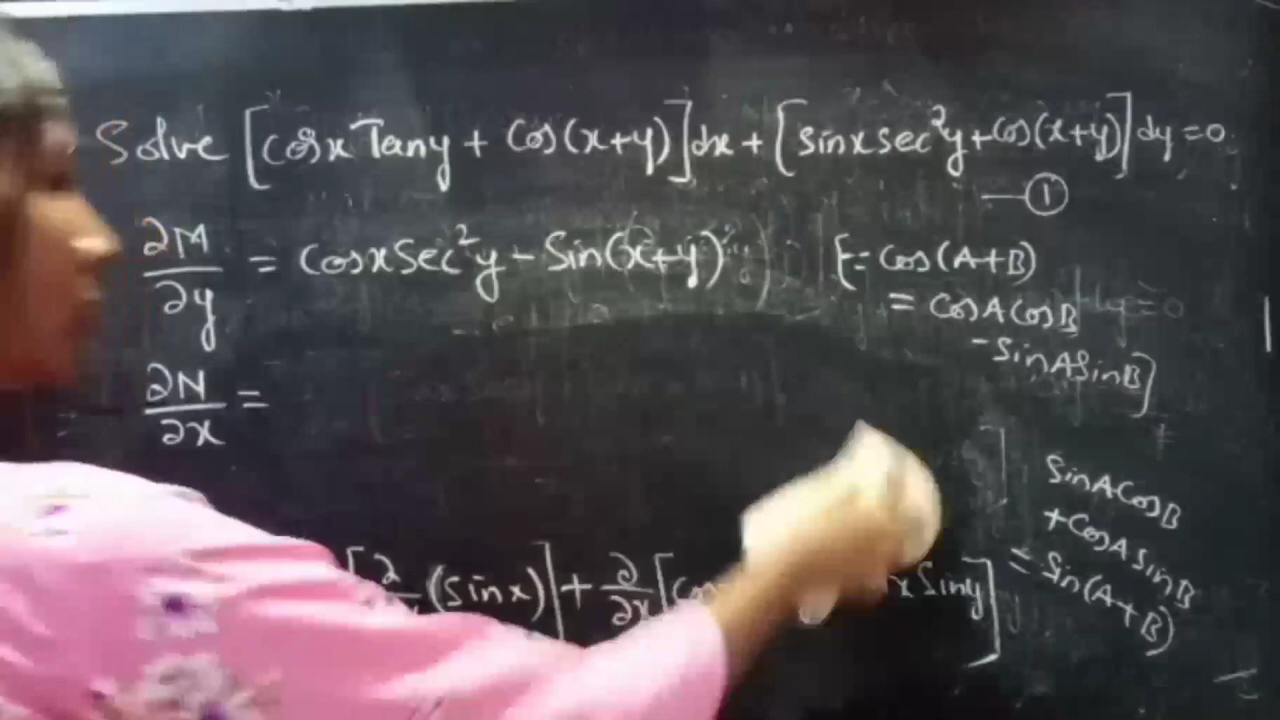 Solve [cosx Tany + Cos(x+y)]dx + [sinx sec²y + cos(x+y)]dy = 0
— ①
∂M/∂y = Cosx Sec²y - Sin(x+y) [∵ Cos(A+B)
= CosA CosB
- SinA SinB]
∂N/∂x =
SinA CosB
+ CosA SinB
= Sin(A+B)
(Sinx)] + ∂/∂x [ x Siny]